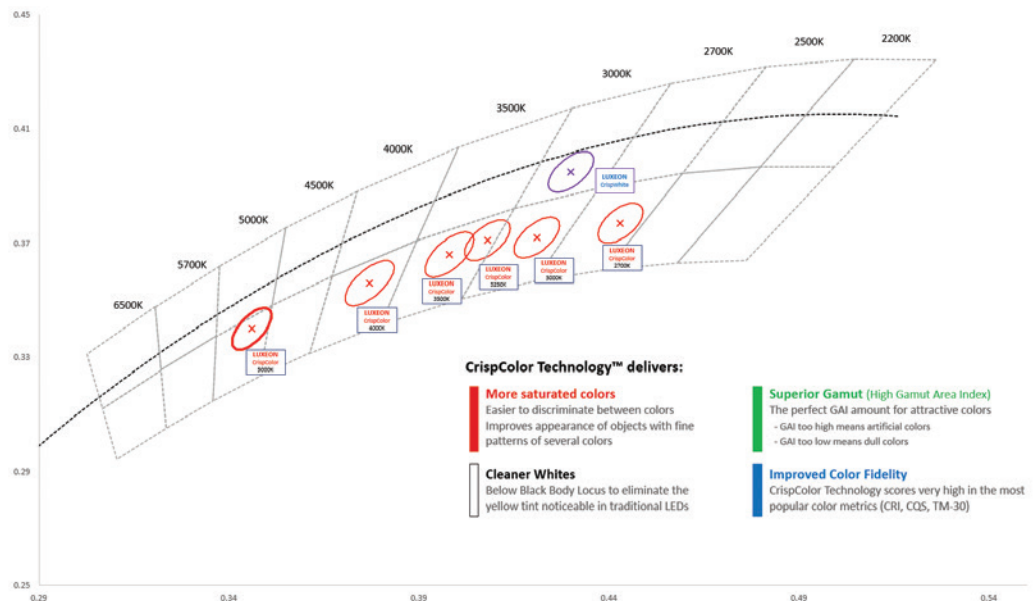 0.45
0.41
0.37
0.33
0.29
0.25
0.29
0.34
0.39
0.44
0.49
0.54
6500K
5700K
5000K
4500K
4000K
3500K
3000K
2700K
2500K
2200K
LUXEON
CrispWhite
LUXEON
CrispColor
5000K
LUXEON
CrispColor
4000K
LUXEON
CrispColor
3500K
LUXEON
CrispColor
3250K
LUXEON
CrispColor
3000K
LUXEON
CrispColor
2700K
CrispColor Technology™ delivers:
More saturated colors
Easier to discriminate between colors
Improves appearance of objects with fine
patterns of several colors
Cleaner Whites
Below Black Body Locus to eliminate the
yellow tint noticeable in traditional LEDs
Superior Gamut (High Gamut Area Index)
The perfect GAI amount for attractive colors
- GAI too high means artificial colors
- GAI too low means dull colors
Improved Color Fidelity
CrispColor Technology scores very high in the most
popular color metrics (CRI, CQS, TM-30)